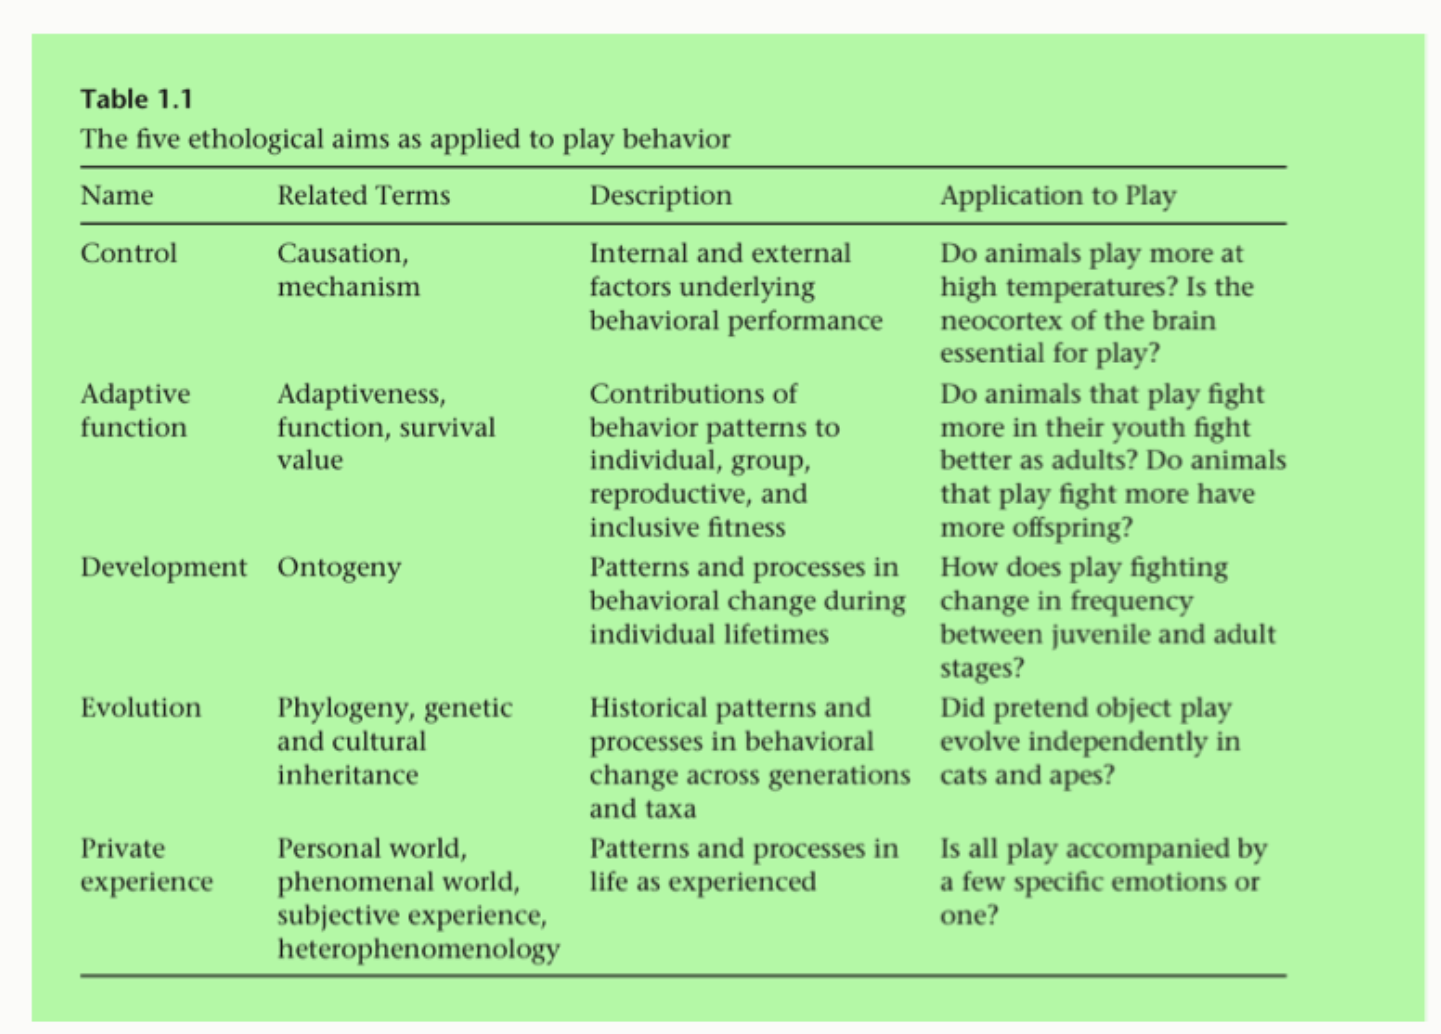 Table 1.1
The five ethological aims as applied to play behavior
Name Related Terms Description Application to Play
Control Causation, Internal and external Do animals play more at
mechanism factors underlying high temperatures? Is the
behavioral performance neocortex of the brain
essential for play?
Adaptive Adaptiveness, Contributions of Do animals that play fight
function function, survival behavior patterns to more in their youth fight
value individual, group, better as adults? Do animals
reproductive, and that play fight more have
inclusive fitness more offspring?
Development Ontogeny Patterns and processes in How does play fighting
behavioral change during change in frequency
individual lifetimes between juvenile and adult
stages?
Evolution Phylogeny, genetic Historical patterns and Did pretend object play
and cultural processes in behavioral evolve independently in
inheritance change across generations cats and apes?
and taxa
Private Personal world, Patterns and processes in Is all play accompanied by
experience phenomenal world, life as experienced a few specific emotions or
subjective experience, one?
heterophenomenology